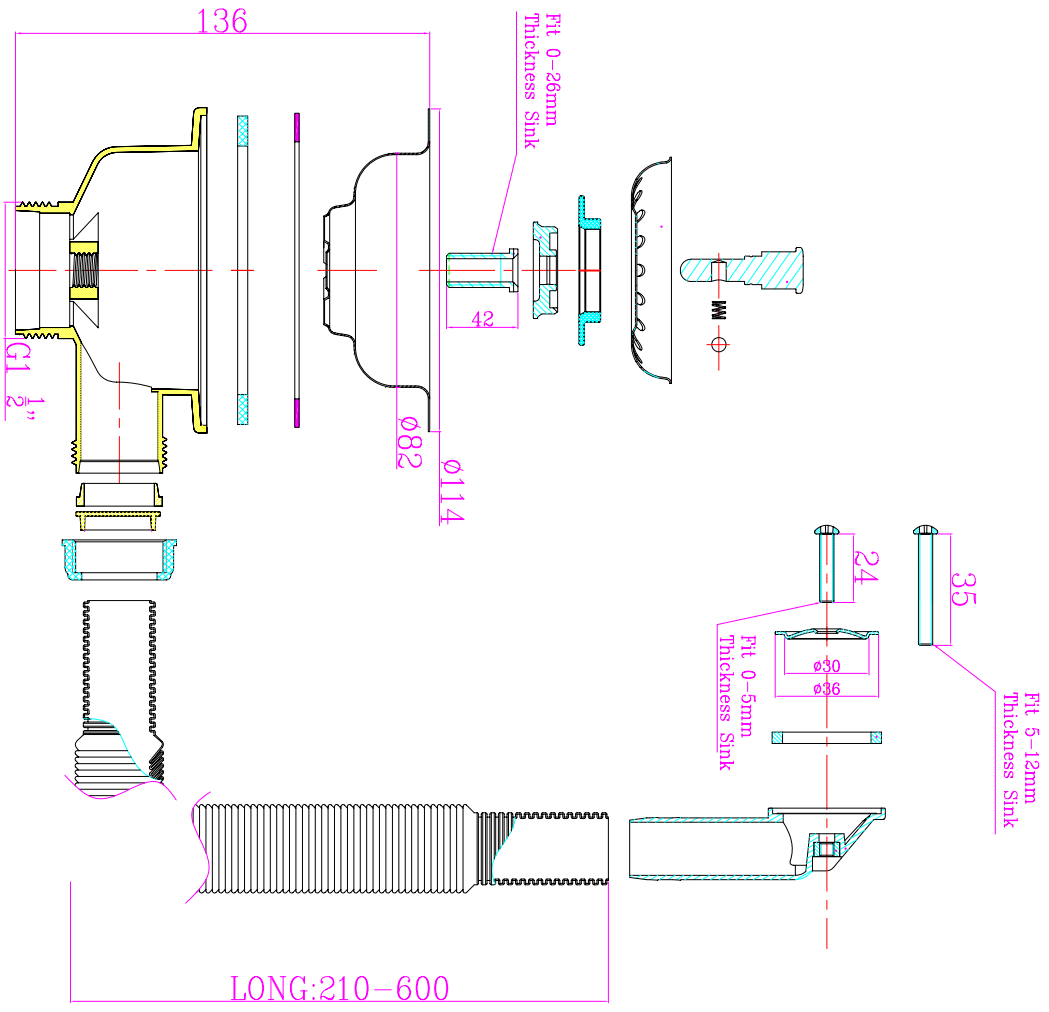 136
Fit 0-26mm
Thickness Sink
42
G1 1/2"
ø82
ø114
24
35
Fit 0-5mm
Thickness Sink
ø30
ø36
Fit 5-12mm
Thickness Sink
LONG:210-600